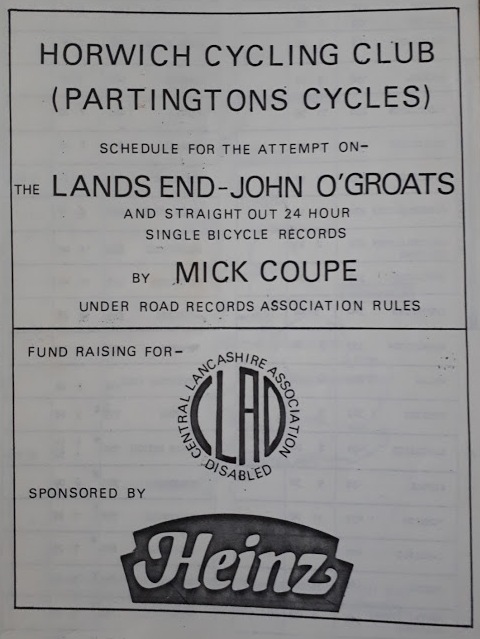 HORWICH CYCLING CLUB
(PARTINGTONS CYCLES)
SCHEDULE FOR THE ATTEMPT ON-
THE LANDS END-JOHN O'GROATS
AND STRAIGHT OUT 24 HOUR
SINGLE BICYCLE RECORDS
BY MICK COUPE
UNDER ROAD RECORDS ASSOCIATION RULES
FUND RAISING FOR-
CENTRAL LANCASHIRE ASSOCIATION
CLAD
DISABLED
SPONSORED BY
Heinz